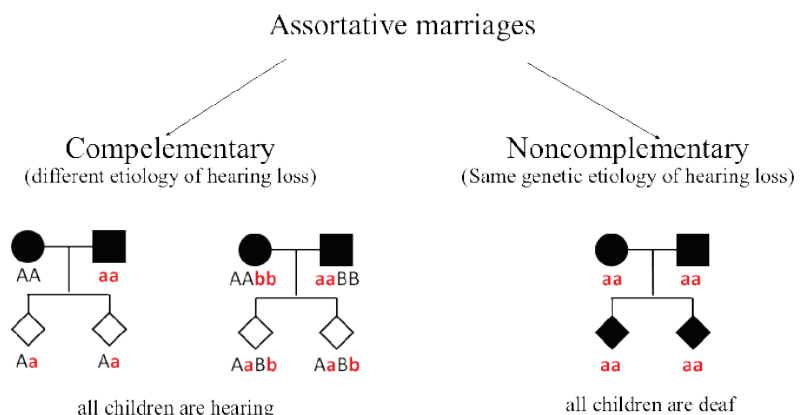 Assortative marriages
Compelementary
(different etiology of hearing loss)
Noncomplementary
(Same genetic etiology of hearing loss)
AA aa
Aa Aa
AAbb aaBB
AaBb AaBb
aa aa
aa aa
all children are hearing
all children are deaf